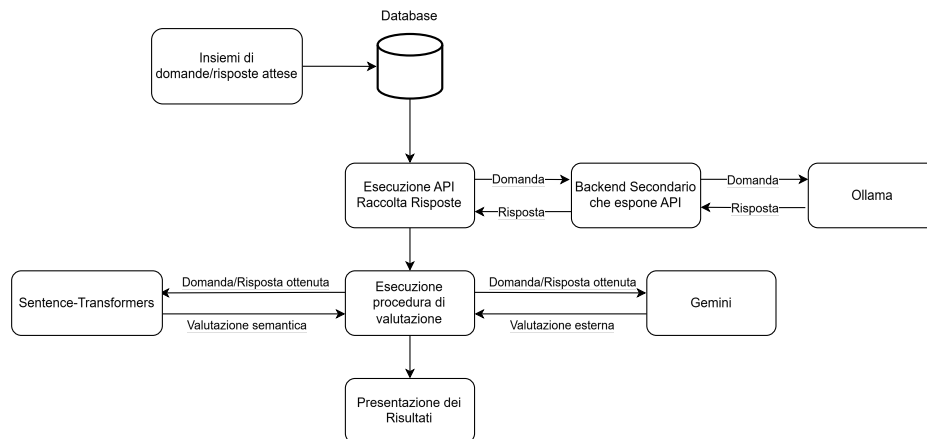 Database
Insiemi di
domande/risposte attese
Esecuzione API
Raccolta Risposte
Domanda
Risposta
Backend Secondario
che espone API
Domanda
Risposta
Ollama
Sentence-Transformers
Domanda/Risposta ottenuta
Valutazione semantica
Esecuzione
procedura di
valutazione
Domanda/Risposta ottenuta
Valutazione esterna
Gemini
Presentazione dei
Risultati